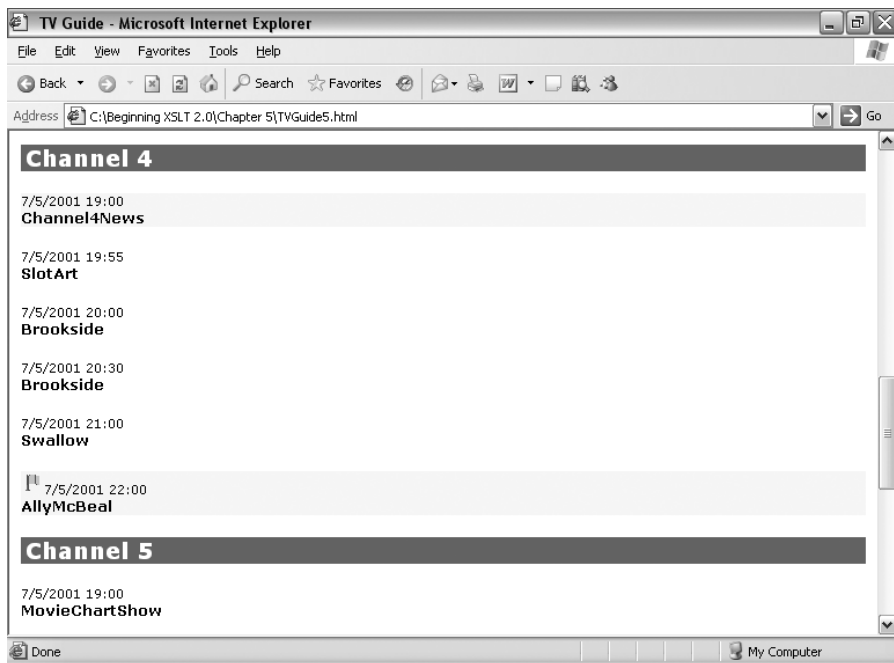 TV Guide - Microsoft Internet Explorer
File Edit View Favorites Tools Help
Back Search Favorites
Address C:\Beginning XSLT 2.0\Chapter 5\TVGuide5.html Go
Channel 4
7/5/2001 19:00
Channel4News
7/5/2001 19:55
SlotArt
7/5/2001 20:00
Brookside
7/5/2001 20:30
Brookside
7/5/2001 21:00
Swallow
7/5/2001 22:00
AllyMcBeal
Channel 5
7/5/2001 19:00
MovieChartShow
Done My Computer